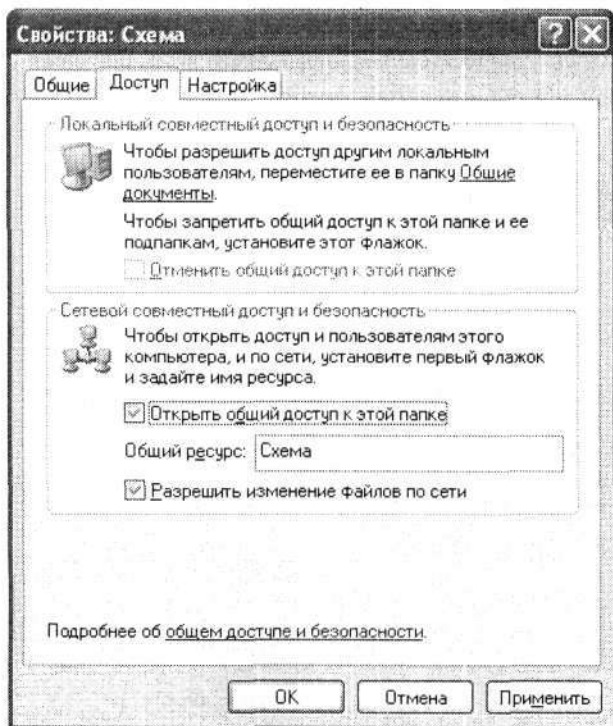 Свойства: Схема
Общие Доступ Настройка
Локальный совместный доступ и безопасность
Чтобы разрешить доступ другим локальным
пользователям, переместите ее в папку Общие
документы.
Чтобы запретить общий доступ к этой папке и ее
подпапкам, установите этот флажок.
Отменить общий доступ к этой папке
Сетевой совместный доступ и безопасность
Чтобы открыть доступ и пользователям этого
компьютера, и по сети, установите первый флажок
и задайте имя ресурса.
Открыть общий доступ к этой папке
Общий ресурс: Схема
Разрешить изменение файлов по сети
Подробнее об общем доступе и безопасности.
OK Отмена Применить